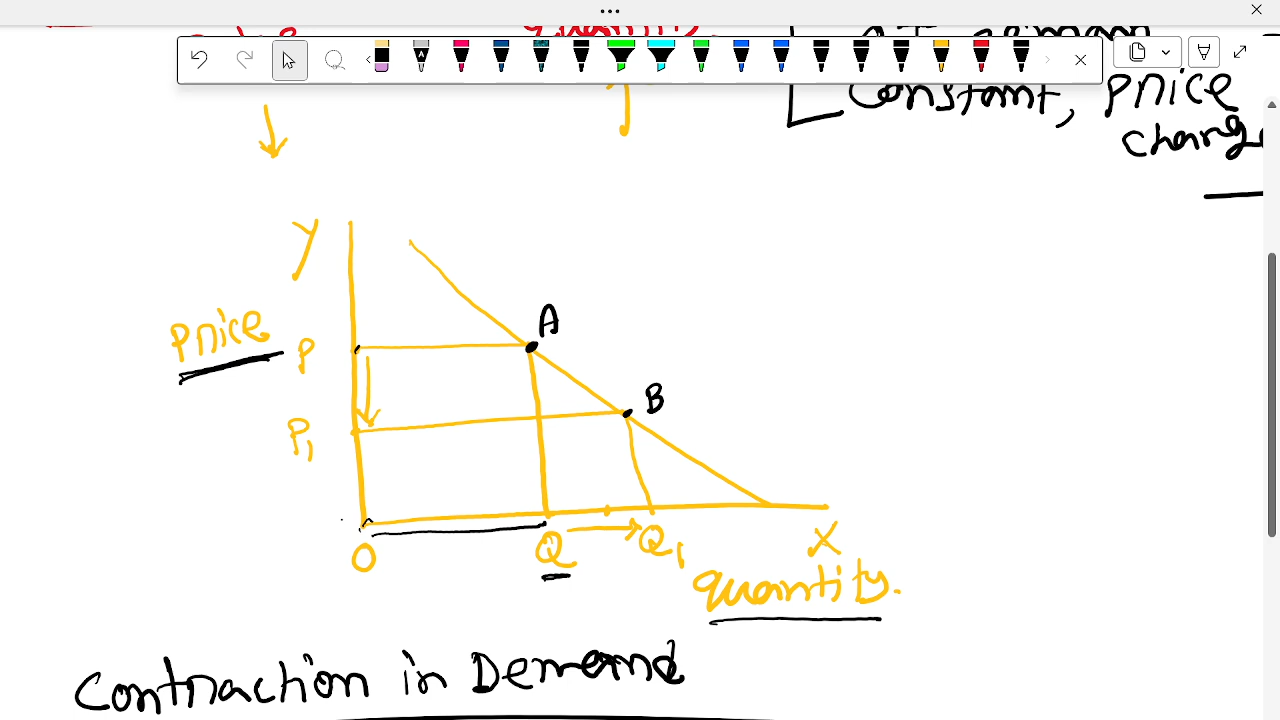 Constant, price
change
Y
A
price
P
B
P1
O
Q
Q1
X
quantity.
Contraction in Demand